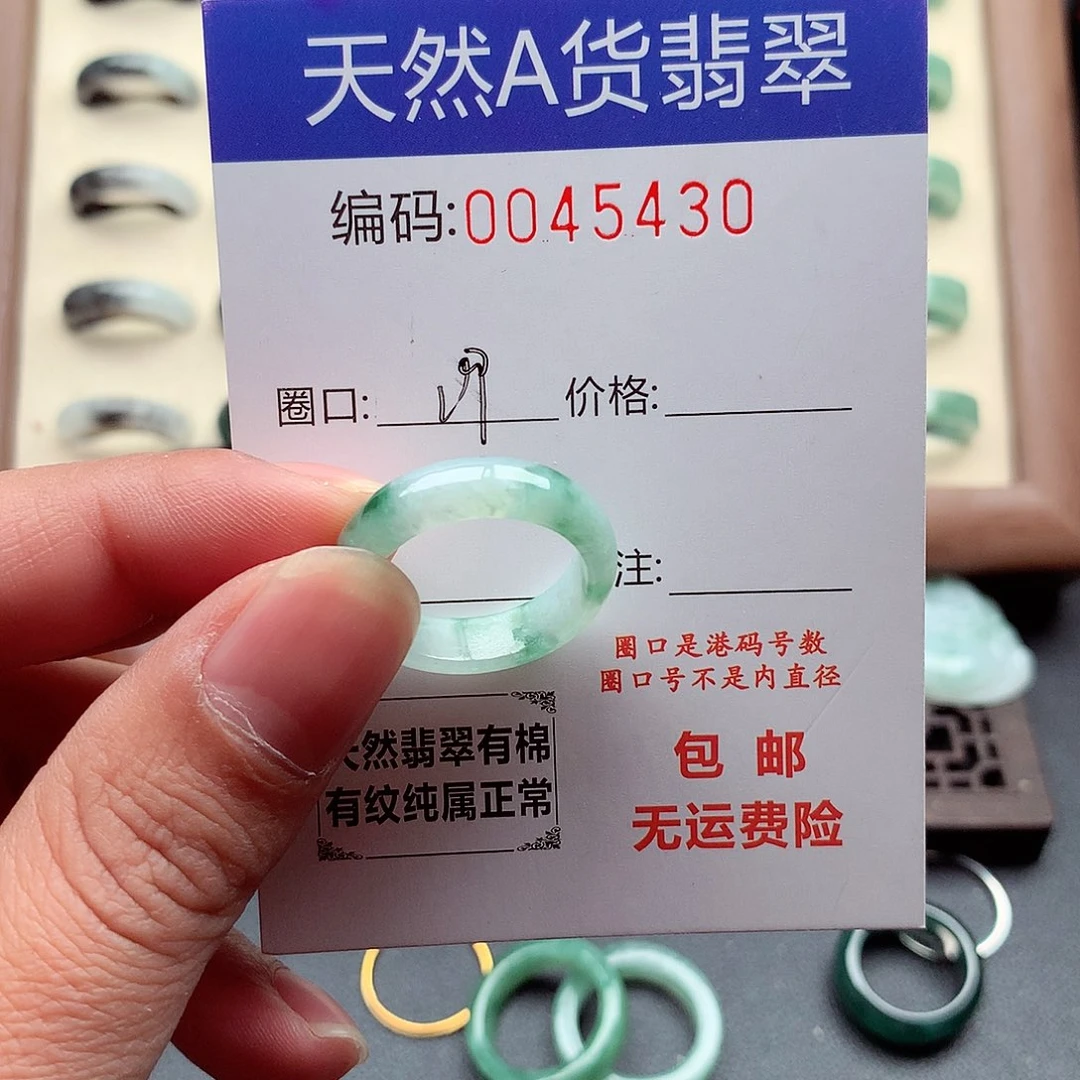 天然A货翡翠
编码:0045430
圈口: 价格:
注:
圈口是港码号数
圈口号不是内直径
天然翡翠有棉
有纹纯属正常
包 邮
无运费险